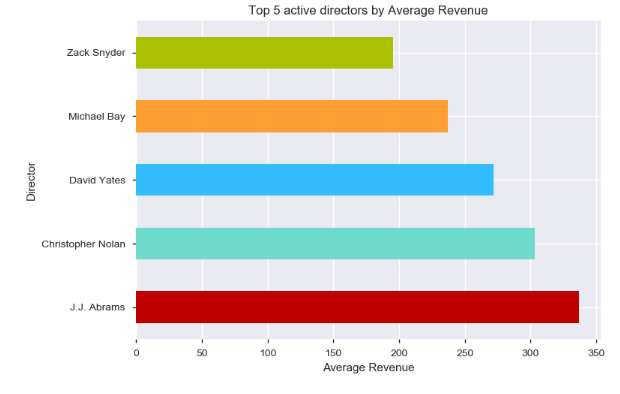 Top 5 active directors by Average Revenue
Zack Snyder
Michael Bay
David Yates
Christopher Nolan
J.J. Abrams
Director
0 50 100 150 200 250 300 350
Average Revenue